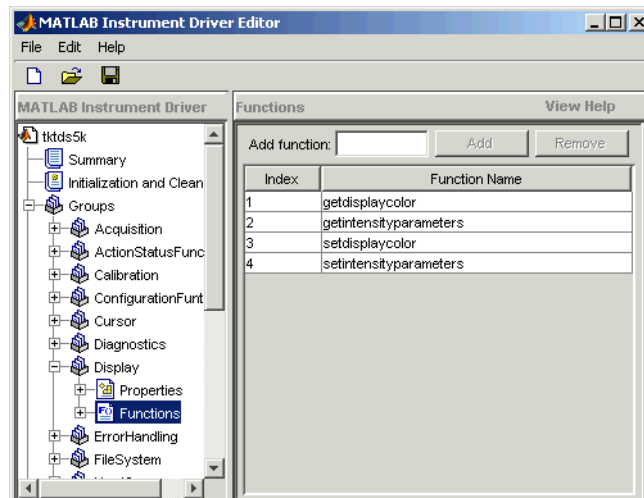 MATLAB Instrument Driver Editor
File Edit Help
MATLAB Instrument Driver
Functions View Help
tktds5k
Summary
Initialization and Clean
Groups
Acquisition
ActionStatusFunc
Calibration
ConfigurationFunt
Cursor
Diagnostics
Display
Properties
Functions
ErrorHandling
FileSystem
Add function: Add Remove
Index Function Name
1 getdisplaycolor
2 getintensityparameters
3 setdisplaycolor
4 setintensityparameters